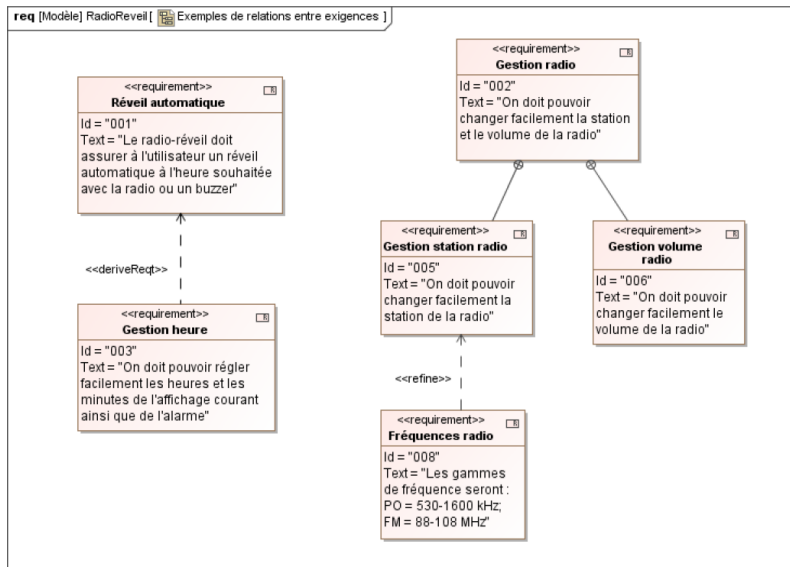 req [Modèle] RadioReveil [ Exemples de relations entre exigences ]
<<requirement>>
Réveil automatique
Id = "001"
Text = "Le radio-réveil doit
assurer à l'utilisateur un réveil
automatique à l'heure souhaitée
avec la radio ou un buzzer"
<<deriveReqt>>
<<requirement>>
Gestion heure
Id = "003"
Text = "On doit pouvoir régler
facilement les heures et les
minutes de l'affichage courant
ainsi que de l'alarme"
<<requirement>>
Gestion radio
Id = "002"
Text = "On doit pouvoir
changer facilement la station
et le volume de la radio"
<<requirement>>
Gestion station radio
Id = "005"
Text = "On doit pouvoir
changer facilement la
station de la radio"
<<requirement>>
Gestion volume
radio
Id = "006"
Text = "On doit pouvoir
changer facilement le
volume de la radio"
<<refine>>
<<requirement>>
Fréquences radio
Id = "008"
Text = "Les gammes
de fréquence seront :
PO = 530-1600 kHz;
FM = 88-108 MHz"